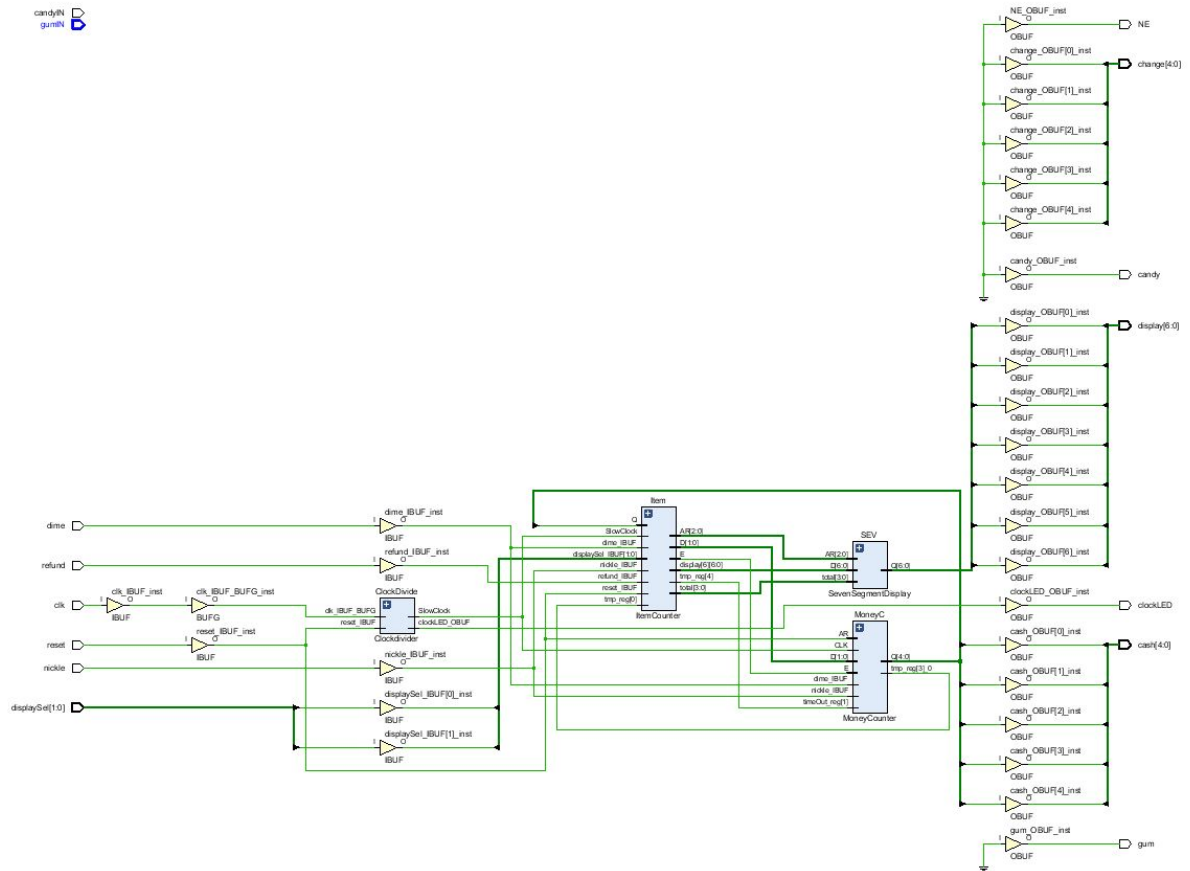 candyIN
gumIN
NE_OBUF_inst
I
O
NE
OBUF
change_OBUF[0]_inst
I
O
change[4:0]
OBUF
change_OBUF[1]_inst
I
O
OBUF
change_OBUF[2]_inst
I
O
OBUF
change_OBUF[3]_inst
I
O
OBUF
change_OBUF[4]_inst
I
O
OBUF
candy_OBUF_inst
I
O
candy
OBUF
display_OBUF[0]_inst
I
O
display[6:0]
OBUF
display_OBUF[1]_inst
I
O
OBUF
display_OBUF[2]_inst
I
O
OBUF
display_OBUF[3]_inst
I
O
OBUF
display_OBUF[4]_inst
I
O
OBUF
display_OBUF[5]_inst
I
O
OBUF
display_OBUF[6]_inst
I
O
OBUF
dime
dime_IBUF_inst
I
O
IBUF
refund
refund_IBUF_inst
I
O
IBUF
clk
clk_IBUF_inst
I
O
IBUF
clk_IBUF_BUFG_inst
I
O
BUFG
reset
reset_IBUF_inst
I
O
IBUF
ClockDivide
clk_IBUF_BUFG
reset_IBUF
SlowClock
clockLED_OBUF
Clockdivider
nickle
nickle_IBUF_inst
I
O
IBUF
displaySel[1:0]
displaySel_IBUF[0]_inst
I
O
IBUF
displaySel_IBUF[1]_inst
I
O
IBUF
Item
Q
SlowClock
dime_IBUF
displaySel_IBUF[1:0]
nickle_IBUF
refund_IBUF
reset_IBUF
tmp_reg[0]
AR[2:0]
D[1:0]
E
display[6][6:0]
tmp_reg[4]
total[3:0]
ItemCounter
SEV
AR[2:0]
D[6:0]
total[3:0]
Q[6:0]
SevenSegmentDisplay
MoneyC
AR
CLK
D[1:0]
E
dime_IBUF
nickle_IBUF
timeOut_reg[1]
Q[4:0]
tmp_reg[3]_0
MoneyCounter
clockLED_OBUF_inst
I
O
clockLED
OBUF
cash_OBUF[0]_inst
I
O
cash[4:0]
OBUF
cash_OBUF[1]_inst
I
O
OBUF
cash_OBUF[2]_inst
I
O
OBUF
cash_OBUF[3]_inst
I
O
OBUF
cash_OBUF[4]_inst
I
O
OBUF
gum_OBUF_inst
I
O
gum
OBUF